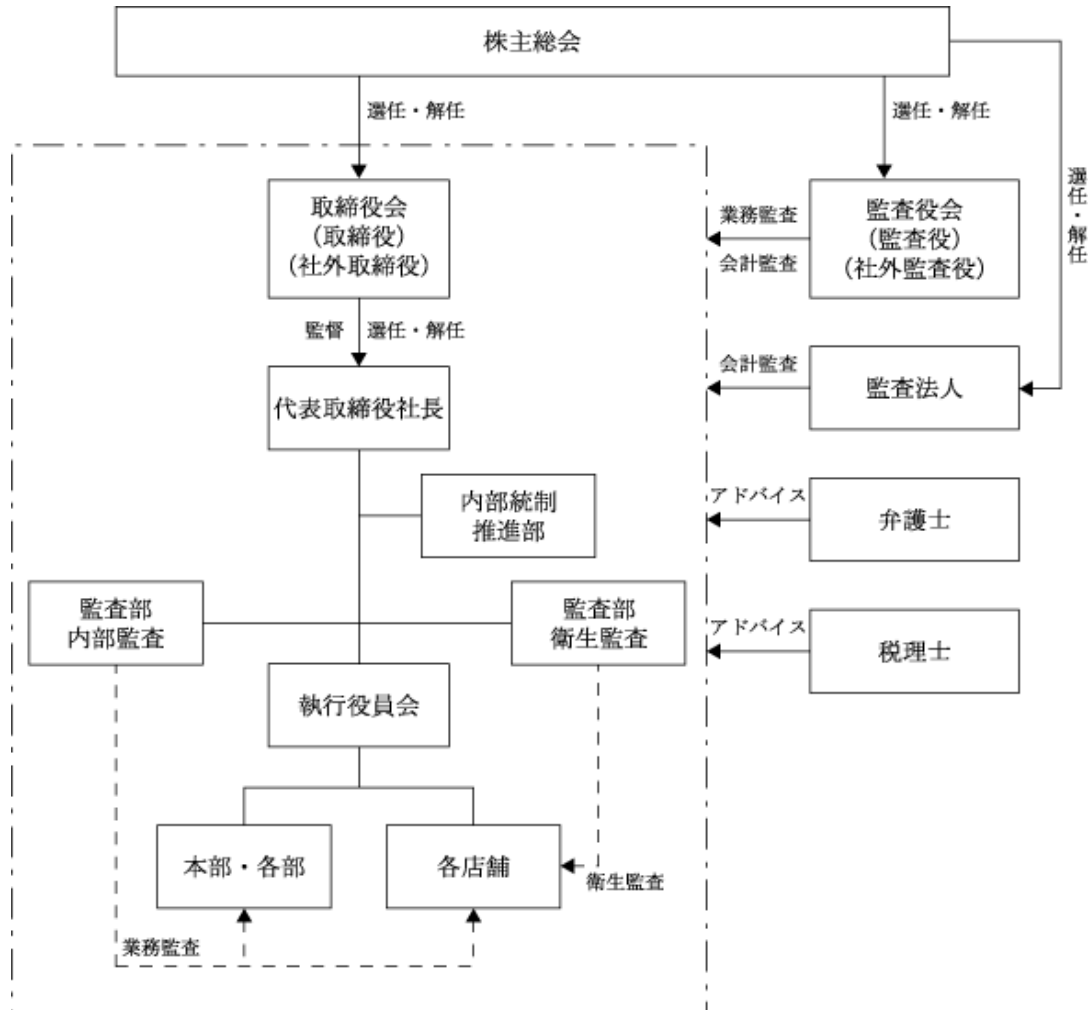 株主総会
選任・解任
選任・解任
選任・解任
取締役会
（取締役）
（社外取締役）
業務監査
会計監査
監査役会
（監査役）
（社外監査役）
監督
選任・解任
代表取締役社長
会計監査
監査法人
内部統制
推進部
アドバイス
弁護士
監査部
内部監査
監査部
衛生監査
アドバイス
税理士
執行役員会
本部・各部
各店舗
衛生監査
業務監査